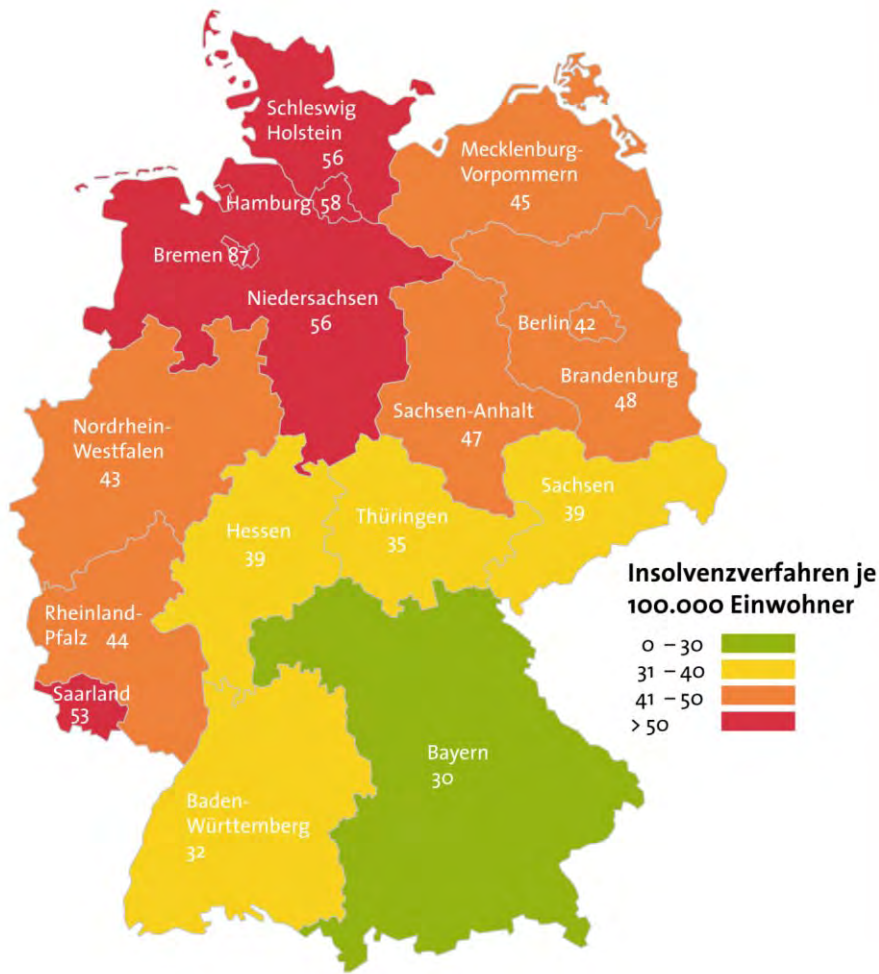 Schleswig
Holstein
56
Mecklenburg-
Vorpommern
45
Hamburg 58
Bremen 87
Niedersachsen
56
Berlin 42
Brandenburg
48
Sachsen-Anhalt
47
Nordrhein-
Westfalen
43
Sachsen
39
Hessen
39
Thüringen
35
Insolvenzverfahren je
100.000 Einwohner
0 – 30
31 – 40
41 – 50
> 50
Rheinland-
Pfalz 44
Saarland
53
Bayern
30
Baden-
Württemberg
32